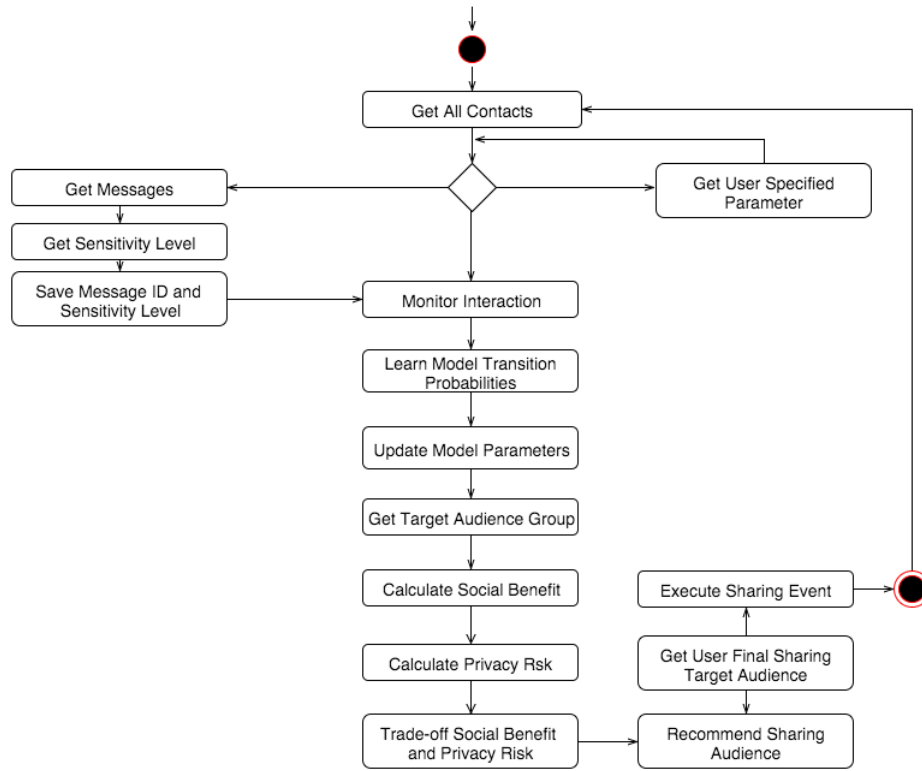 Get All Contacts
Get Messages
Get User Specified
Parameter
Get Sensitivity Level
Save Message ID and
Sensitivity Level
Monitor Interaction
Learn Model Transition
Probabilities
Update Model Parameters
Get Target Audience Group
Calculate Social Benefit
Execute Sharing Event
Calculate Privacy Rsk
Get User Final Sharing
Target Audience
Trade-off Social Benefit
and Privacy Risk
Recommend Sharing
Audience